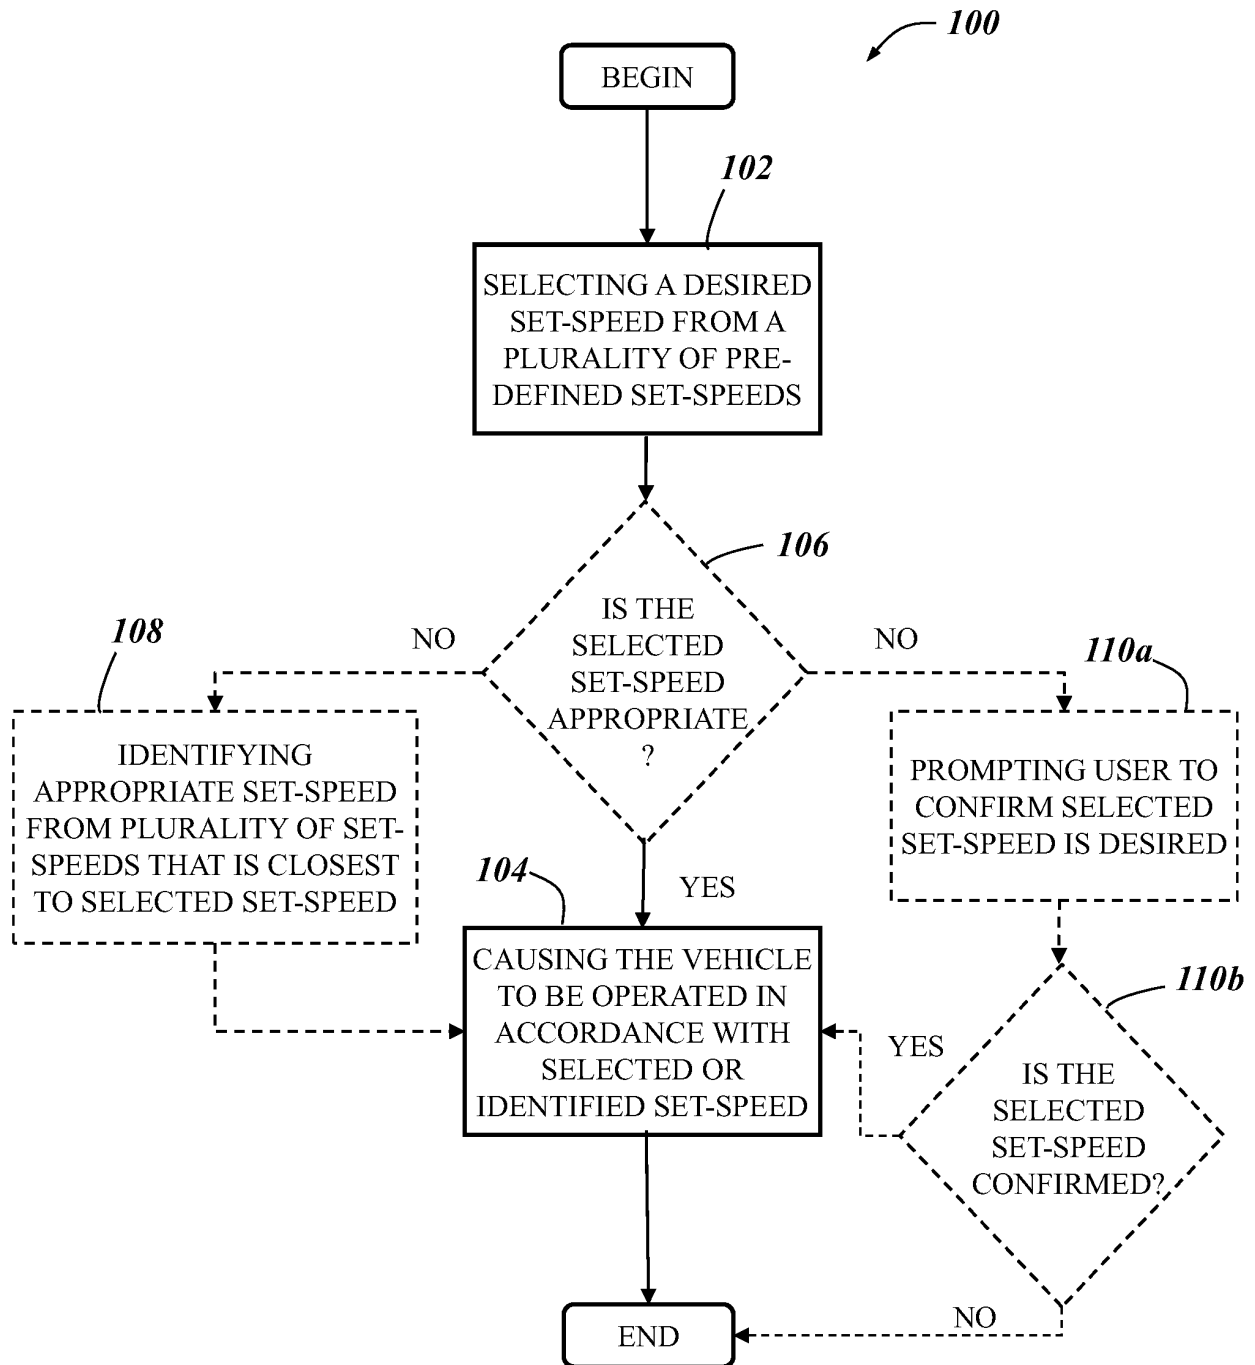 100
BEGIN
102
SELECTING A DESIRED
SET-SPEED FROM A
PLURALITY OF PRE-
DEFINED SET-SPEEDS
106
IS THE
SELECTED
SET-SPEED
APPROPRIATE
?
NO
NO
108
110a
IDENTIFYING
APPROPRIATE SET-SPEED
FROM PLURALITY OF SET-
SPEEDS THAT IS CLOSEST
TO SELECTED SET-SPEED
PROMPTING USER TO
CONFIRM SELECTED
SET-SPEED IS DESIRED
YES
104
CAUSING THE VEHICLE
TO BE OPERATED IN
ACCORDANCE WITH
SELECTED OR
IDENTIFIED SET-SPEED
110b
YES
IS THE
SELECTED
SET-SPEED
CONFIRMED?
NO
END